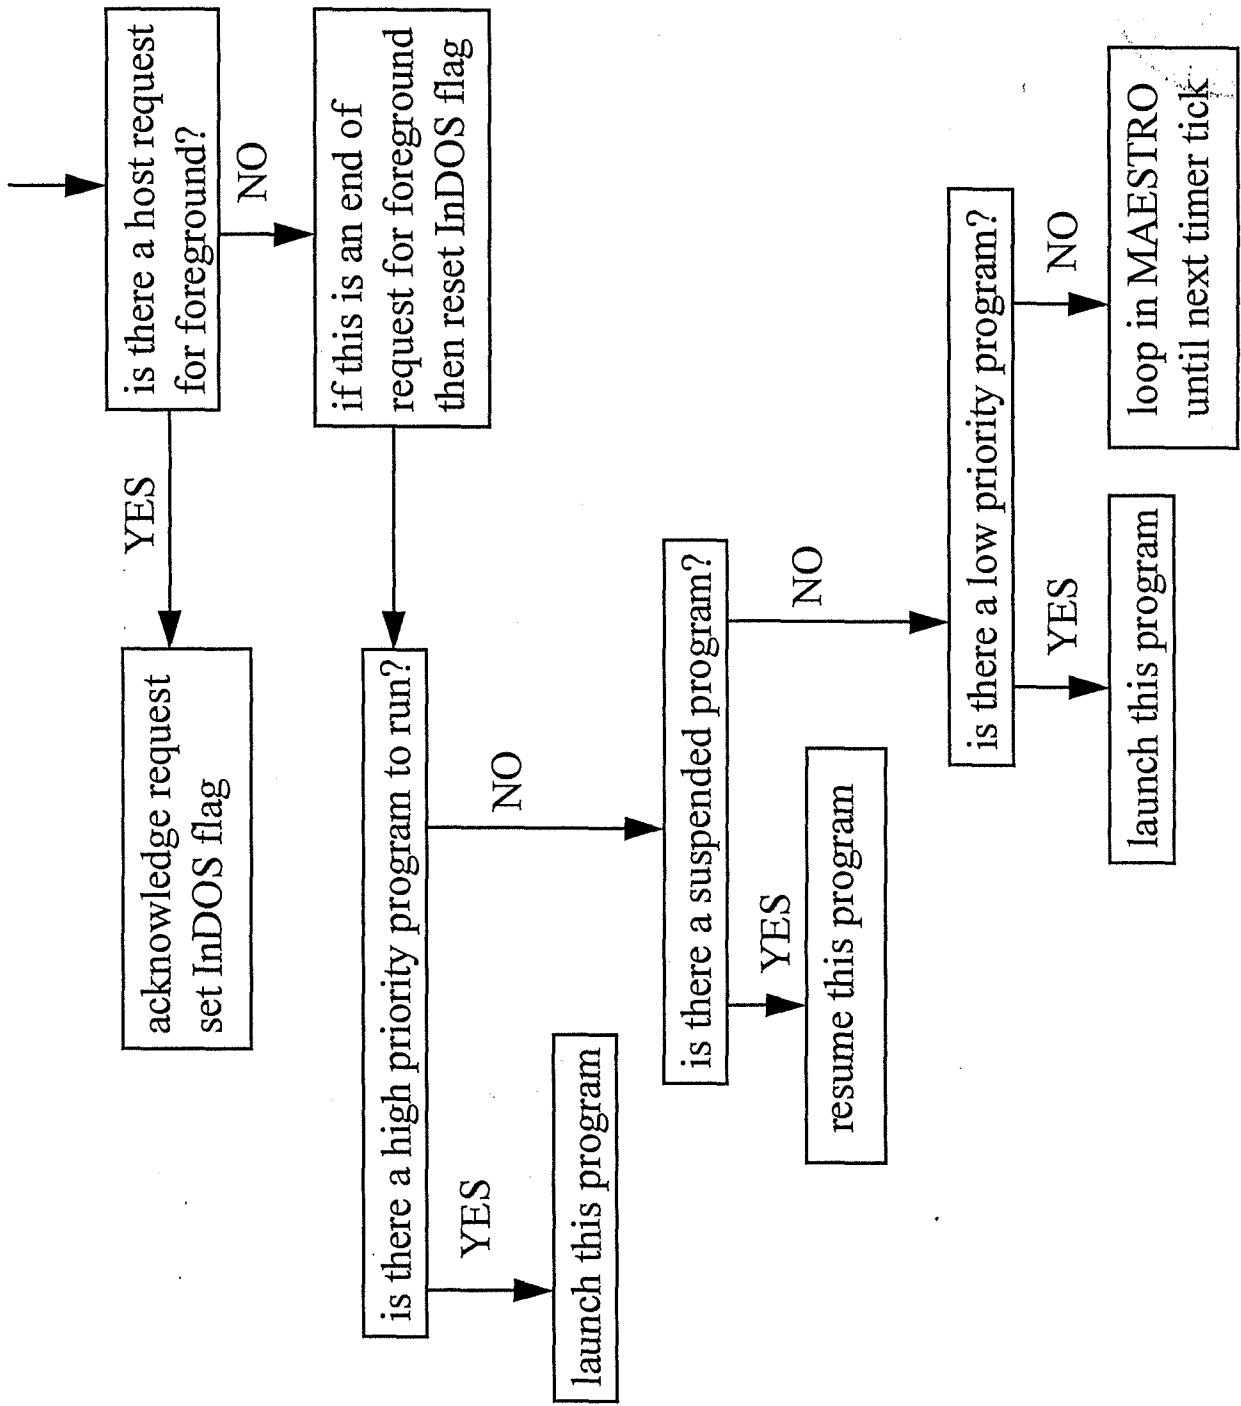 is there a host request
for foreground?
YES
NO
acknowledge request
set InDOS flag
if this is an end of
request for foreground
then reset InDOS flag
is there a high priority program to run?
YES
NO
launch this program
is there a suspended program?
YES
NO
resume this program
is there a low priority program?
YES
NO
launch this program
loop in MAESTRO
until next timer tick